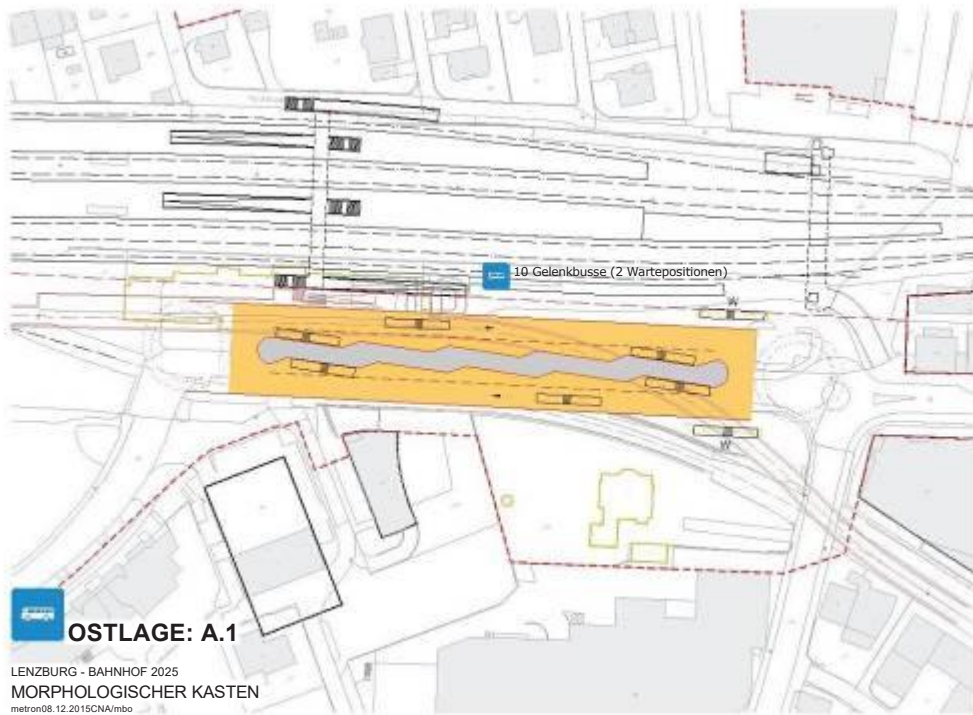 10 Gelenkbusse (2 Wartepositionen)
W
W
OSTLAGE: A.1
LENZBURG - BAHNHOF 2025
MORPHOLOGISCHER KASTEN
metron08.12.2015CNA/mbo